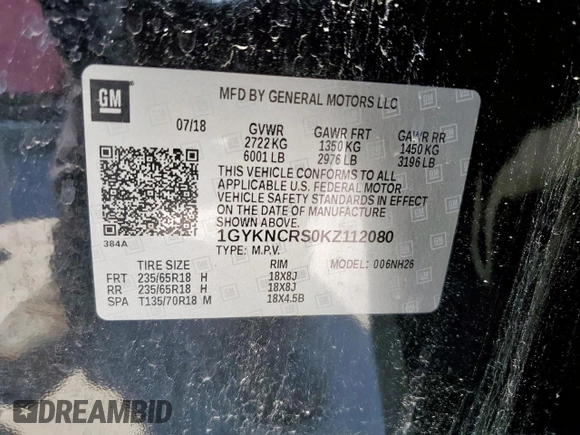 GM
MFD BY GENERAL MOTORS LLC
07/18 GVWR GAWR FRT GAWR RR
2722 KG 1350 KG 1450 KG
6001 LB 2976 LB 3196 LB
THIS VEHICLE CONFORMS TO ALL
APPLICABLE U.S. FEDERAL MOTOR
VEHICLE SAFETY STANDARDS IN EFFECT
ON THE DATE OF MANUFACTURE
SHOWN ABOVE.
384A
1GYKNCRS0KZ112080
TYPE: M.P.V. MODEL: 006NH26
TIRE SIZE RIM
FRT 235/65R18 H 18X8J
RR 235/65R18 H 18X8J
SPA T135/70R18 M 18X4.5B
DREAMBID